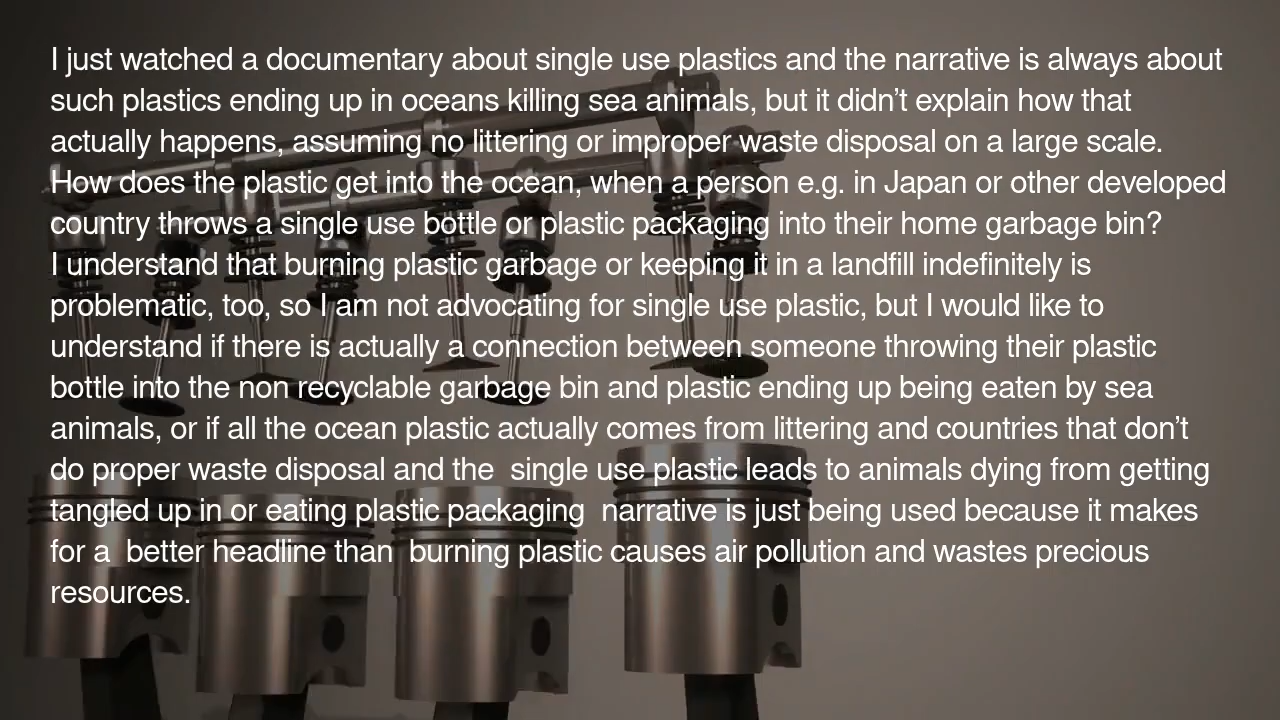 I just watched a documentary about single use plastics and the narrative is always about
such plastics ending up in oceans killing sea animals, but it didn’t explain how that
actually happens, assuming no littering or improper waste disposal on a large scale.
How does the plastic get into the ocean, when a person e.g. in Japan or other developed
country throws a single use bottle or plastic packaging into their home garbage bin?
I understand that burning plastic garbage or keeping it in a landfill indefinitely is
problematic, too, so I am not advocating for single use plastic, but I would like to
understand if there is actually a connection between someone throwing their plastic
bottle into the non recyclable garbage bin and plastic ending up being eaten by sea
animals, or if all the ocean plastic actually comes from littering and countries that don’t
do proper waste disposal and the  single use plastic leads to animals dying from getting
tangled up in or eating plastic packaging  narrative is just being used because it makes
for a  better headline than  burning plastic causes air pollution and wastes precious
resources.